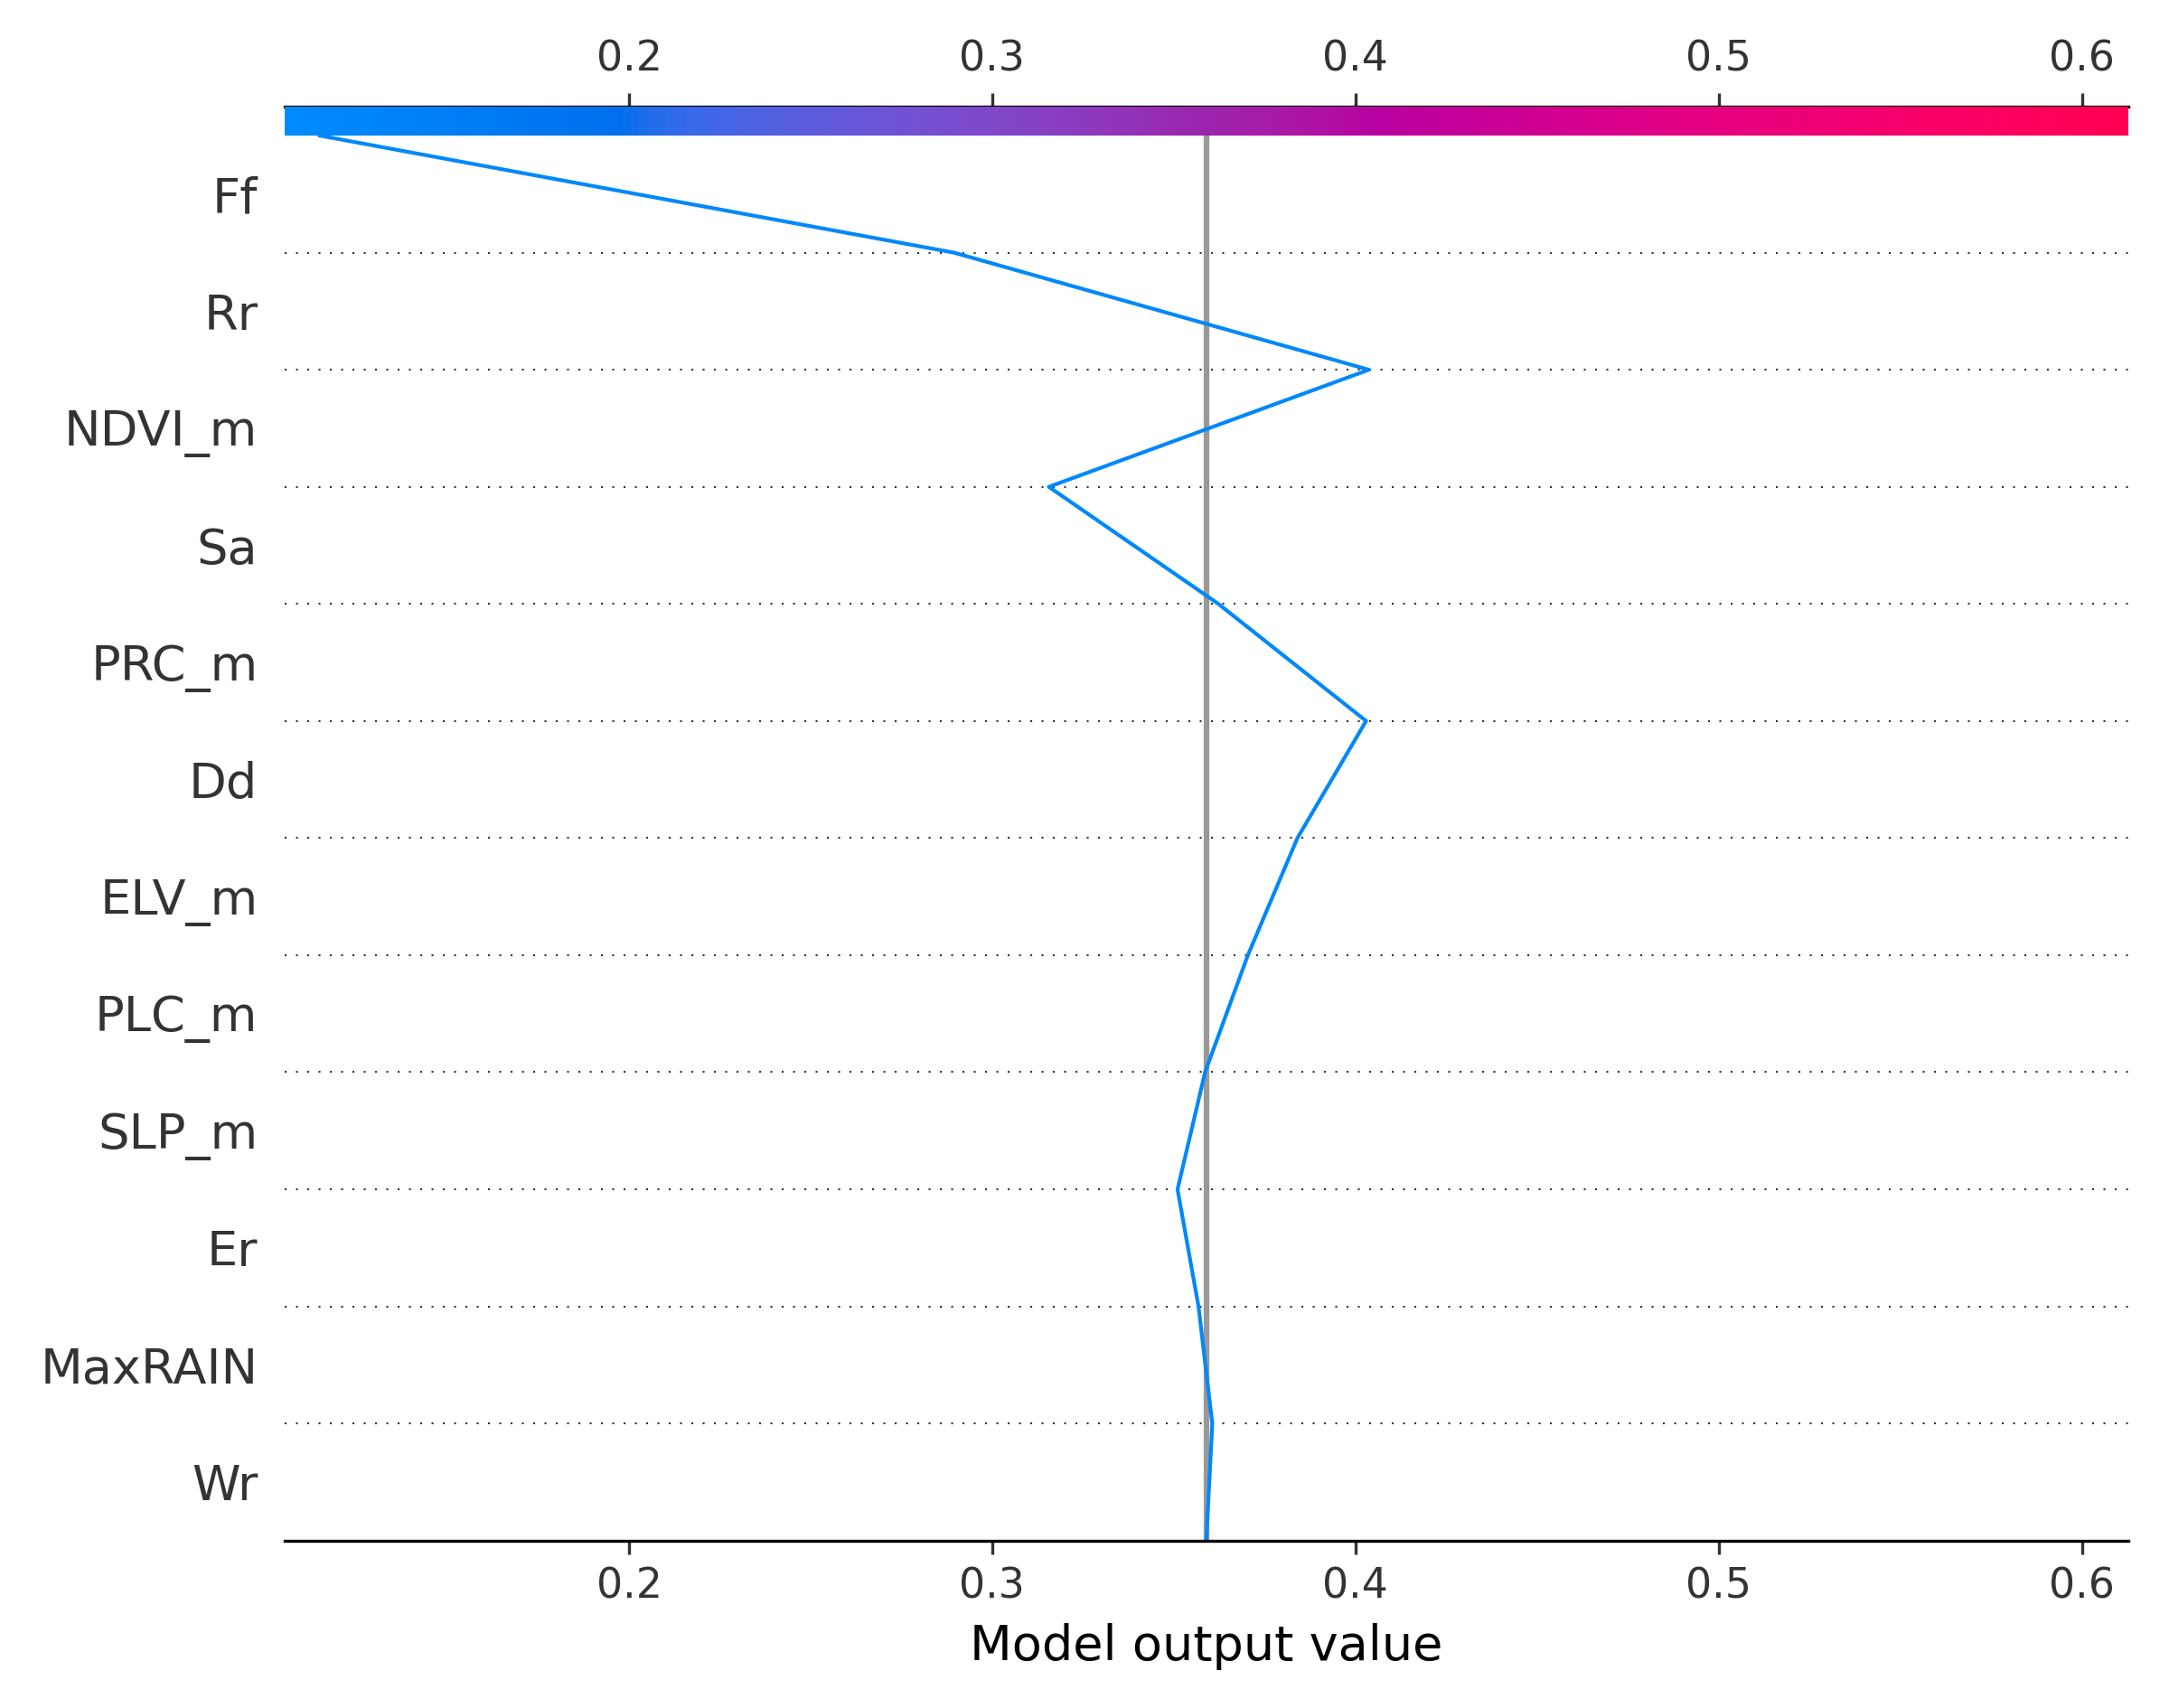 0.2 0.3 0.4 0.5 0.6
Ff
Rr
NDVI_m
Sa
PRC_m
Dd
ELV_m
PLC_m
SLP_m
Er
MaxRAIN
Wr
0.2 0.3 0.4 0.5 0.6
Model output value